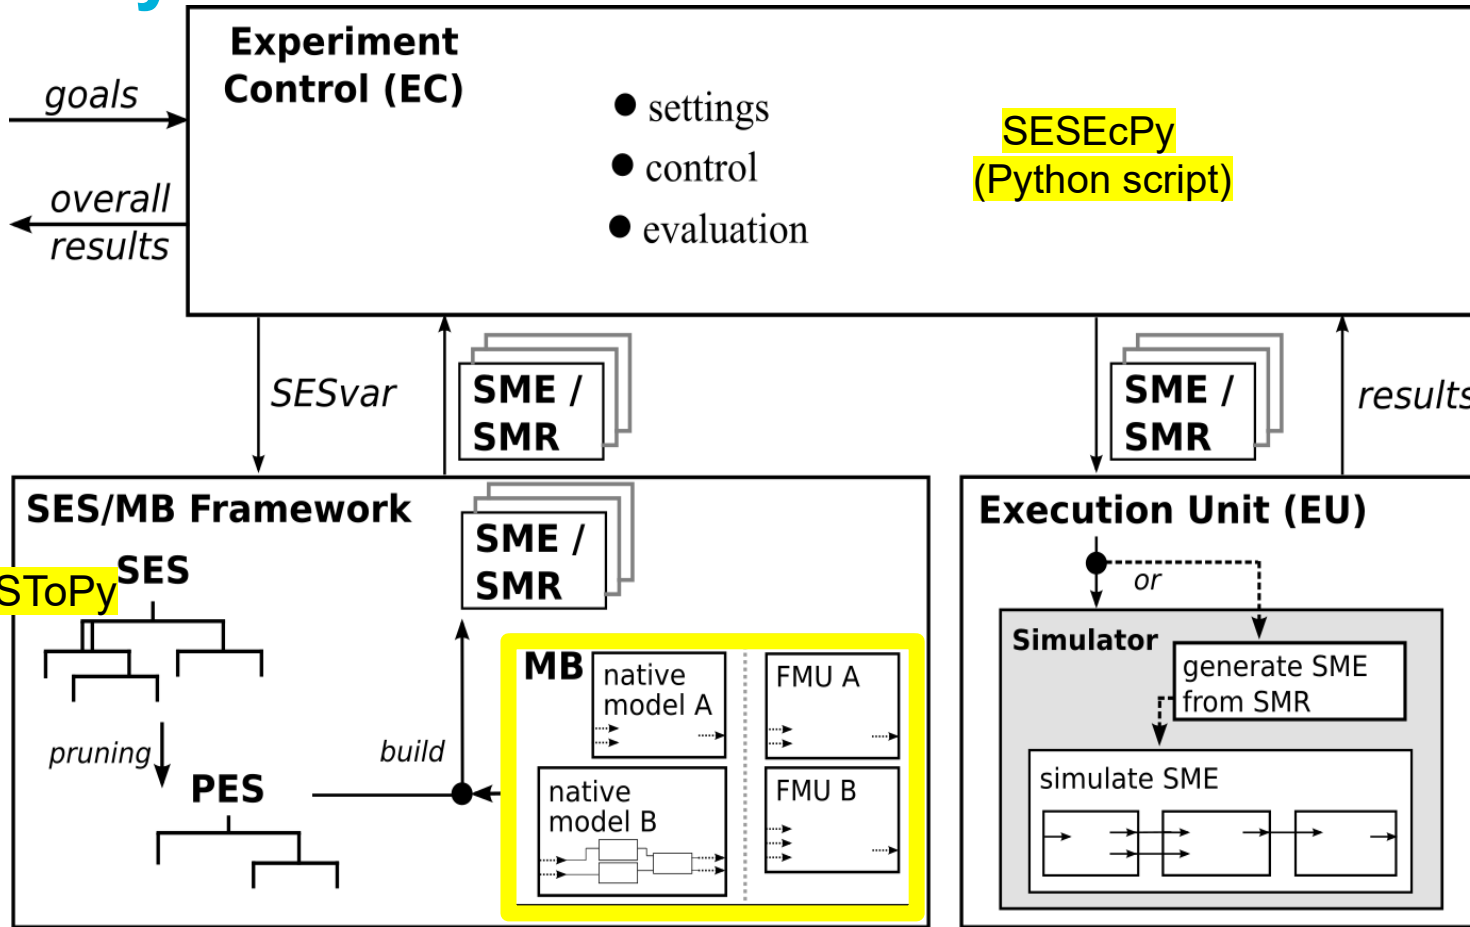 Experiment
Control (EC)
goals
overall
results
● settings
● control
● evaluation
SESEcPy
(Python script)
SESvar
SME /
SMR
SME /
SMR
results
SES/MB Framework
SToPy
SES
SME /
SMR
pruning
PES
build
MB
native
model A
FMU A
native
model B
FMU B
Execution Unit (EU)
or
Simulator
generate SME
from SMR
simulate SME